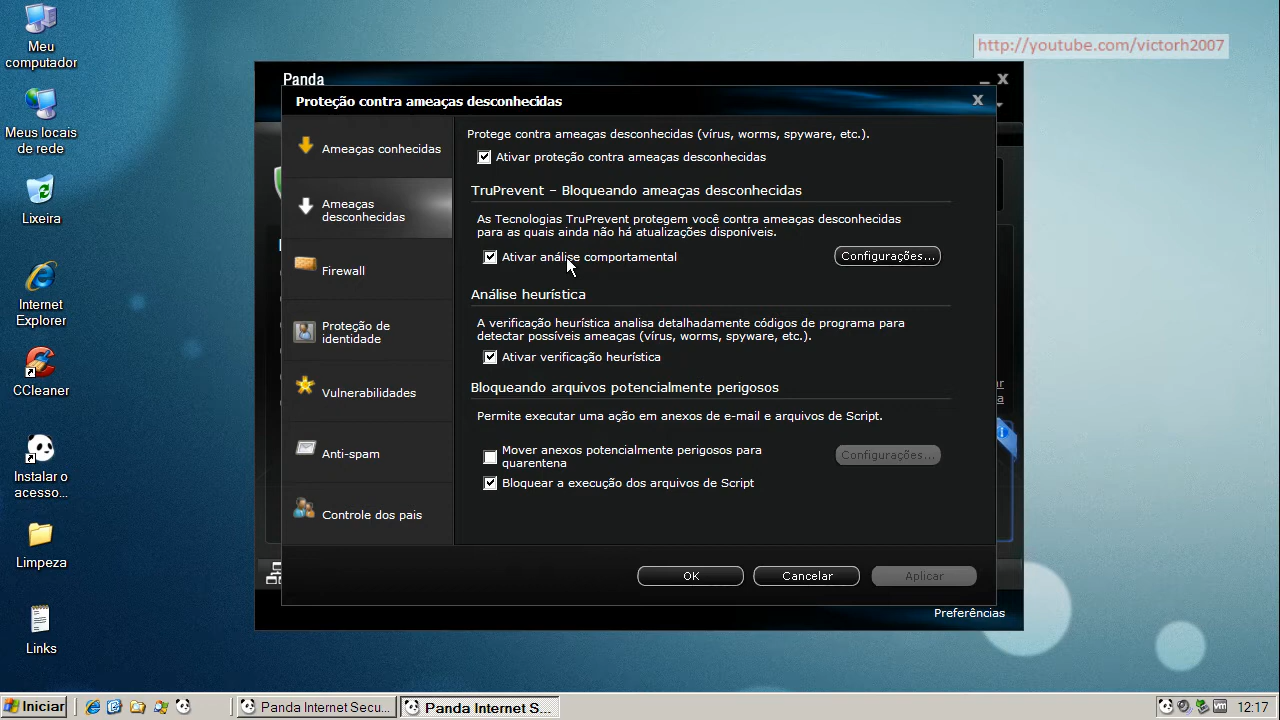 http://youtube.com/victorh2007
Meu
computador
Meus locais
de rede
Lixeira
Internet
Explorer
CCleaner
Instalar o
acesso...
Limpeza
Links
Panda
Proteção contra ameaças desconhecidas
Ameaças conhecidas
Ameaças
desconhecidas
Firewall
Proteção de
identidade
Vulnerabilidades
Anti-spam
Controle dos pais
Protege contra ameaças desconhecidas (vírus, worms, spyware, etc.).
Ativar proteção contra ameaças desconhecidas
TruPrevent – Bloqueando ameaças desconhecidas
As Tecnologias TruPrevent protegem você contra ameaças desconhecidas
para as quais ainda não há atualizações disponíveis.
Ativar análise comportamental
Configurações...
Análise heurística
A verificação heurística analisa detalhadamente códigos de programa para
detectar possíveis ameaças (vírus, worms, spyware, etc.).
Ativar verificação heurística
Bloqueando arquivos potencialmente perigosos
Permite executar uma ação em anexos de e-mail e arquivos de Script.
Mover anexos potencialmente perigosos para
quarentena
Configurações...
Bloquear a execução dos arquivos de Script
OK
Cancelar
Aplicar
Preferências
Iniciar
Panda Internet Secu...
Panda Internet S...
12:17